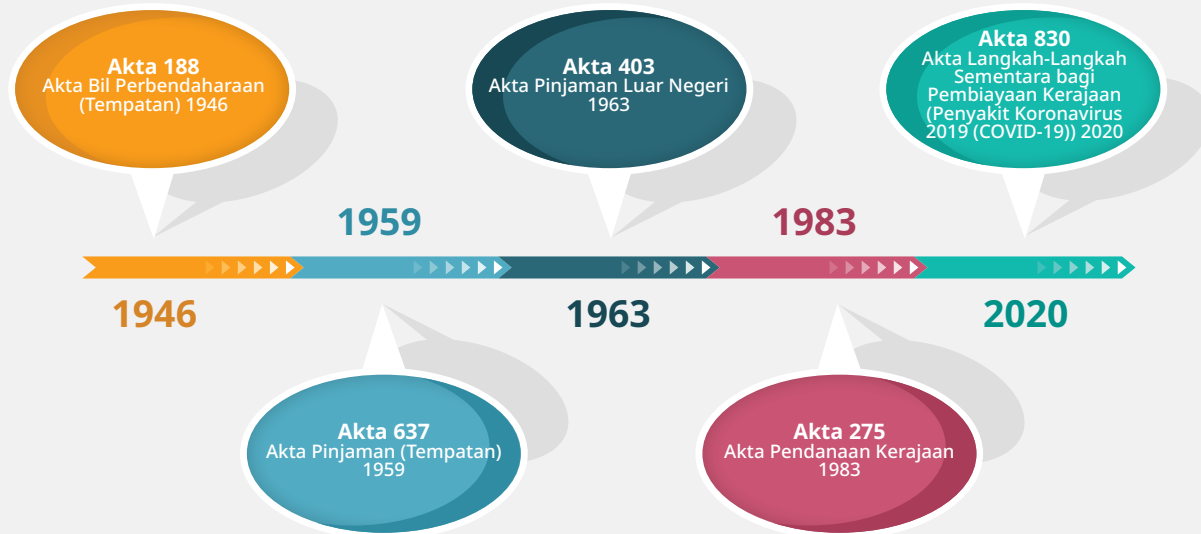 Akta 188
Akta Bil Perbendaharaan
(Tempatan) 1946
Akta 403
Akta Pinjaman Luar Negeri
1963
Akta 830
Akta Langkah-Langkah
Sementara bagi
Pembiayaan Kerajaan
(Penyakit Koronavirus
2019 (COVID-19)) 2020
1959
1983
1946
1963
2020
Akta 637
Akta Pinjaman (Tempatan)
1959
Akta 275
Akta Pendanaan Kerajaan
1983